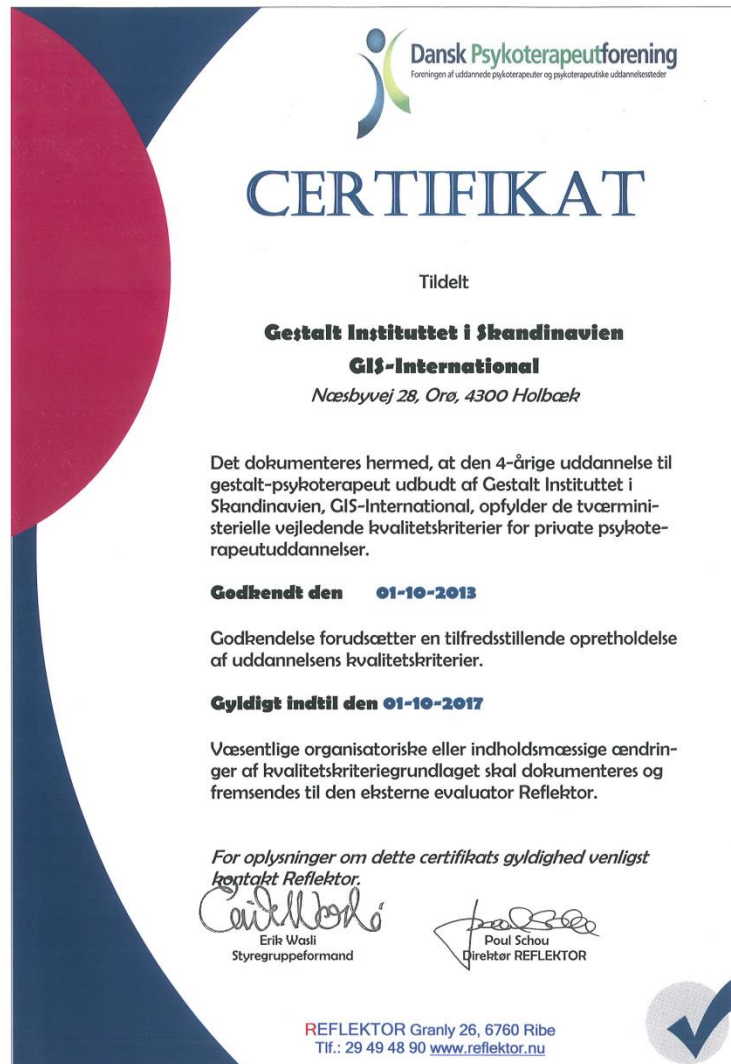 Dansk Psykoterapeutforening
Foreningen af uddannede psykoterapeuter og psykoterapeutiske uddannelsessteder
CERTIFIKAT
Tildelt
Gestalt Instituttet i Skandinavien
GIS-International
Næsbyvej 28, Orø, 4300 Holbæk
Det dokumenteres hermed, at den 4-årige uddannelse til
gestalt-psykoterapeut udbudt af Gestalt Instituttet i
Skandinavien, GIS-International, opfylder de tværmini-
sterielle vejledende kvalitetskriterier for private psykote-
rapeutuddannelser.
Godkendt den 01-10-2013
Godkendelse forudsætter en tilfredsstillende opretholdelse
af uddannelsens kvalitetskriterier.
Gyldigt indtil den 01-10-2017
Væsentlige organisatoriske eller indholdsmæssige ændrin-
ger af kvalitetskriteriegrundlaget skal dokumenteres og
fremsendes til den eksterne evaluator Reflektor.
For oplysninger om dette certifikats gyldighed venligst
kontakt Reflektor.
Erik Wasli
Styregruppeformand
Poul Schou
Direktør REFLEKTOR
REFLEKTOR Granly 26, 6760 Ribe
Tlf.: 29 49 48 90 www.reflektor.nu